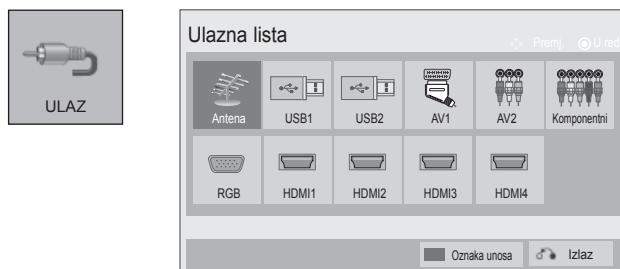 ULAZ
Ulazna lista
Premj. U red
Antena USB1 USB2 AV1 AV2 Komponentni
RGB HDMI1 HDMI2 HDMI3 HDMI4
Oznaka unosa Izlaz